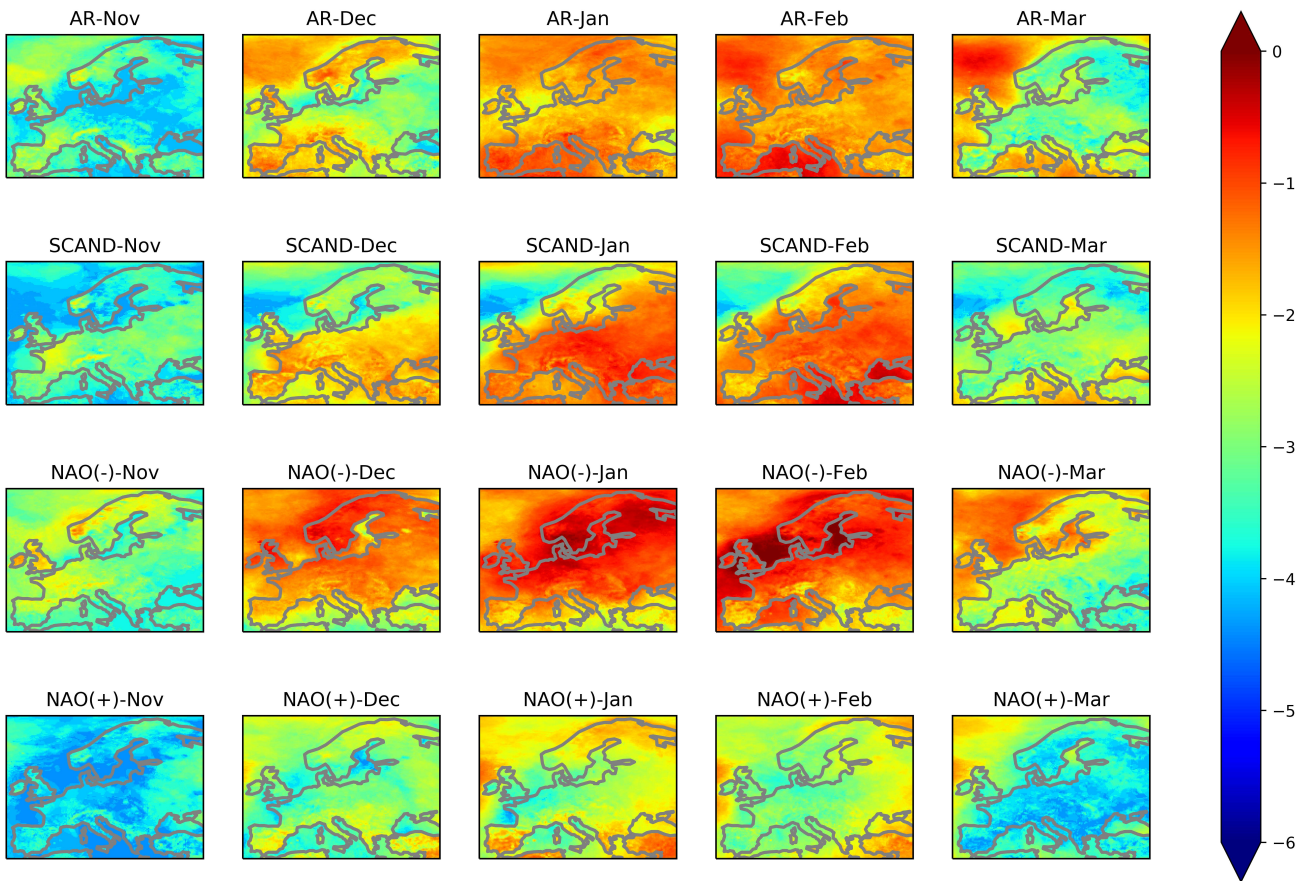 AR-Nov
AR-Dec
AR-Jan
AR-Feb
AR-Mar
SCAND-Nov
SCAND-Dec
SCAND-Jan
SCAND-Feb
SCAND-Mar
NAO(-)-Nov
NAO(-)-Dec
NAO(-)-Jan
NAO(-)-Feb
NAO(-)-Mar
NAO(+)-Nov
NAO(+)-Dec
NAO(+)-Jan
NAO(+)-Feb
NAO(+)-Mar
0
−1
−2
−3
−4
−5
−6